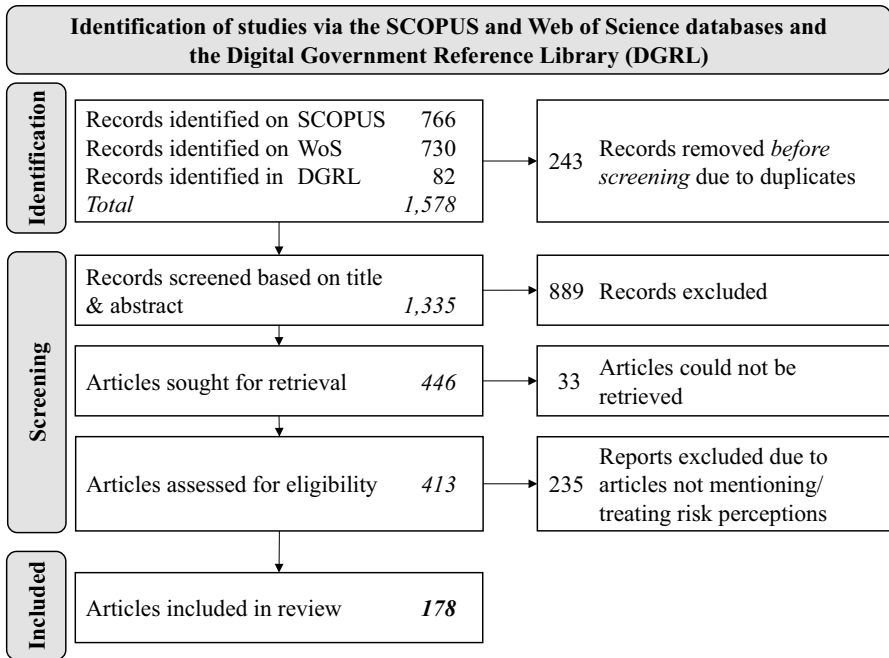 Identification of studies via the SCOPUS and Web of Science databases and
the Digital Government Reference Library (DGRL)
Identification
Records identified on SCOPUS 766
Records identified on WoS 730
Records identified in DGRL 82
Total 1,578
243 Records removed before
screening due to duplicates
Screening
Records screened based on title
& abstract 1,335
889 Records excluded
Articles sought for retrieval 446
33 Articles could not be
retrieved
Articles assessed for eligibility 413
235 Reports excluded due to
articles not mentioning/
treating risk perceptions
Included
Articles included in review 178